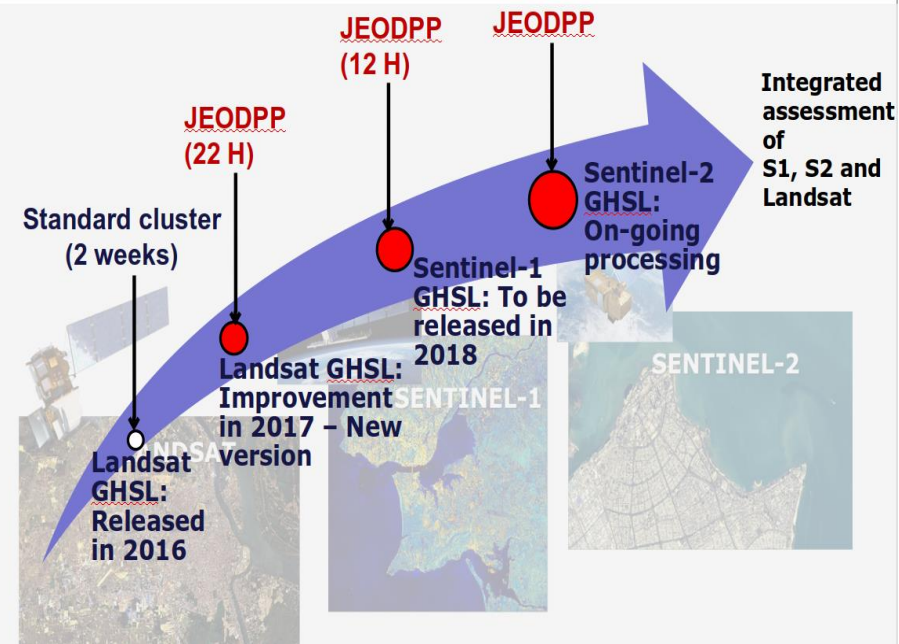 JEODPP
(12 H)
JEODPP
Integrated
assessment
of
S1, S2 and
Landsat
JEODPP
(22 H)
Standard cluster
(2 weeks)
Sentinel-2
GHSL:
On-going
processing
Sentinel-1
GHSL: To be
released in
2018
Landsat GHSL:
Improvement
in 2017 – New
version
Landsat
GHSL:
Released
in 2016
LANDSAT
SENTINEL-1
SENTINEL-2